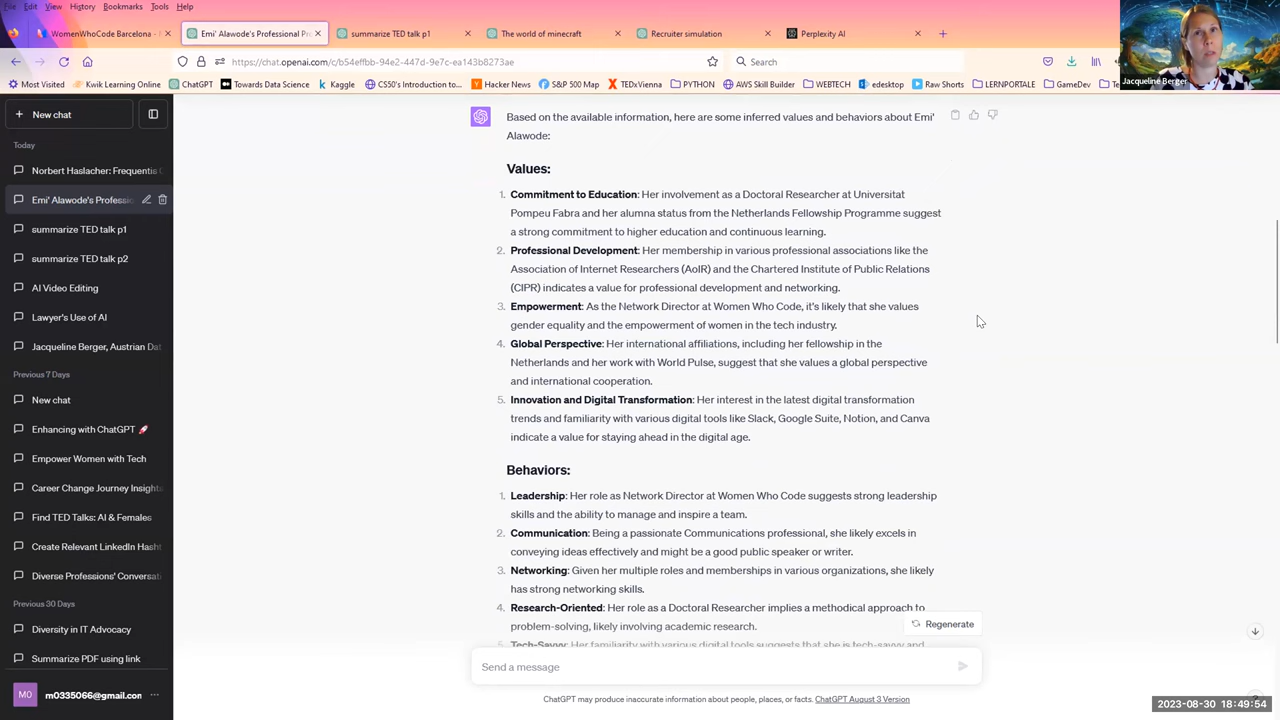 File Edit View History Bookmarks Tools Help
WomenWhoCode Barcelona -
Emi' Alawode's Professional Pr
summarize TED talk p1
The world of minecraft
Recruiter simulation
Perplexity AI
https://chat.openai.com/c/b54effbb-94e2-447d-9e7c-ea143b8273ae
Search
Jacqueline Berger
Most Visited
Kwik Learning Online
ChatGPT
Towards Data Science
Kaggle
CS50's Introduction to...
Hacker News
S&P 500 Map
TEDxVienna
PYTHON
AWS Skill Builder
WEBTECH
edesktop
Raw Shorts
LERNPORTALE
GameDev
New chat
Today
Norbert Haslacher: Frequentis
Emi' Alawode's Professio
summarize TED talk p1
summarize TED talk p2
AI Video Editing
Lawyer's Use of AI
Jacqueline Berger, Austrian Dat
Previous 7 Days
New chat
Enhancing with ChatGPT 🚀
Empower Women with Tech
Career Change Journey Insights
Find TED Talks: AI & Females
Create Relevant LinkedIn Hasht
Diverse Professions' Conversati
Previous 30 Days
Diversity in IT Advocacy
Summarize PDF using link
MO
m0335066@gmail.con
Based on the available information, here are some inferred values and behaviors about Emi'
Alawode:
Values:
1. Commitment to Education: Her involvement as a Doctoral Researcher at Universitat
Pompeu Fabra and her alumna status from the Netherlands Fellowship Programme suggest
a strong commitment to higher education and continuous learning.
2. Professional Development: Her membership in various professional associations like the
Association of Internet Researchers (AoIR) and the Chartered Institute of Public Relations
(CIPR) indicates a value for professional development and networking.
3. Empowerment: As the Network Director at Women Who Code, it's likely that she values
gender equality and the empowerment of women in the tech industry.
4. Global Perspective: Her international affiliations, including her fellowship in the
Netherlands and her work with World Pulse, suggest that she values a global perspective
and international cooperation.
5. Innovation and Digital Transformation: Her interest in the latest digital transformation
trends and familiarity with various digital tools like Slack, Google Suite, Notion, and Canva
indicate a value for staying ahead in the digital age.
Behaviors:
1. Leadership: Her role as Network Director at Women Who Code suggests strong leadership
skills and the ability to manage and inspire a team.
2. Communication: Being a passionate Communications professional, she likely excels in
conveying ideas effectively and might be a good public speaker or writer.
3. Networking: Given her multiple roles and memberships in various organizations, she likely
has strong networking skills.
4. Research-Oriented: Her role as a Doctoral Researcher implies a methodical approach to
problem-solving, likely involving academic research.
5. Tech-Savvy: Her familiarity with various digital tools suggests that she is tech-savvy and
Regenerate
Send a message
ChatGPT may produce inaccurate information about people, places, or facts. ChatGPT August 3 Version
2023-08-30 18:49:54